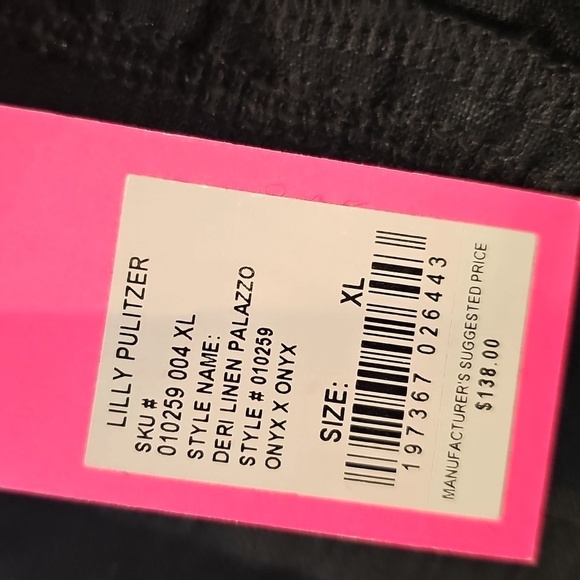 LILLY PULITZER
SKU #
010259 004 XL
STYLE NAME:
DERI LINEN PALAZZO
STYLE # 010259
ONYX X ONYX
SIZE: XL
197367 026443
MANUFACTURER'S SUGGESTED PRICE
$138.00